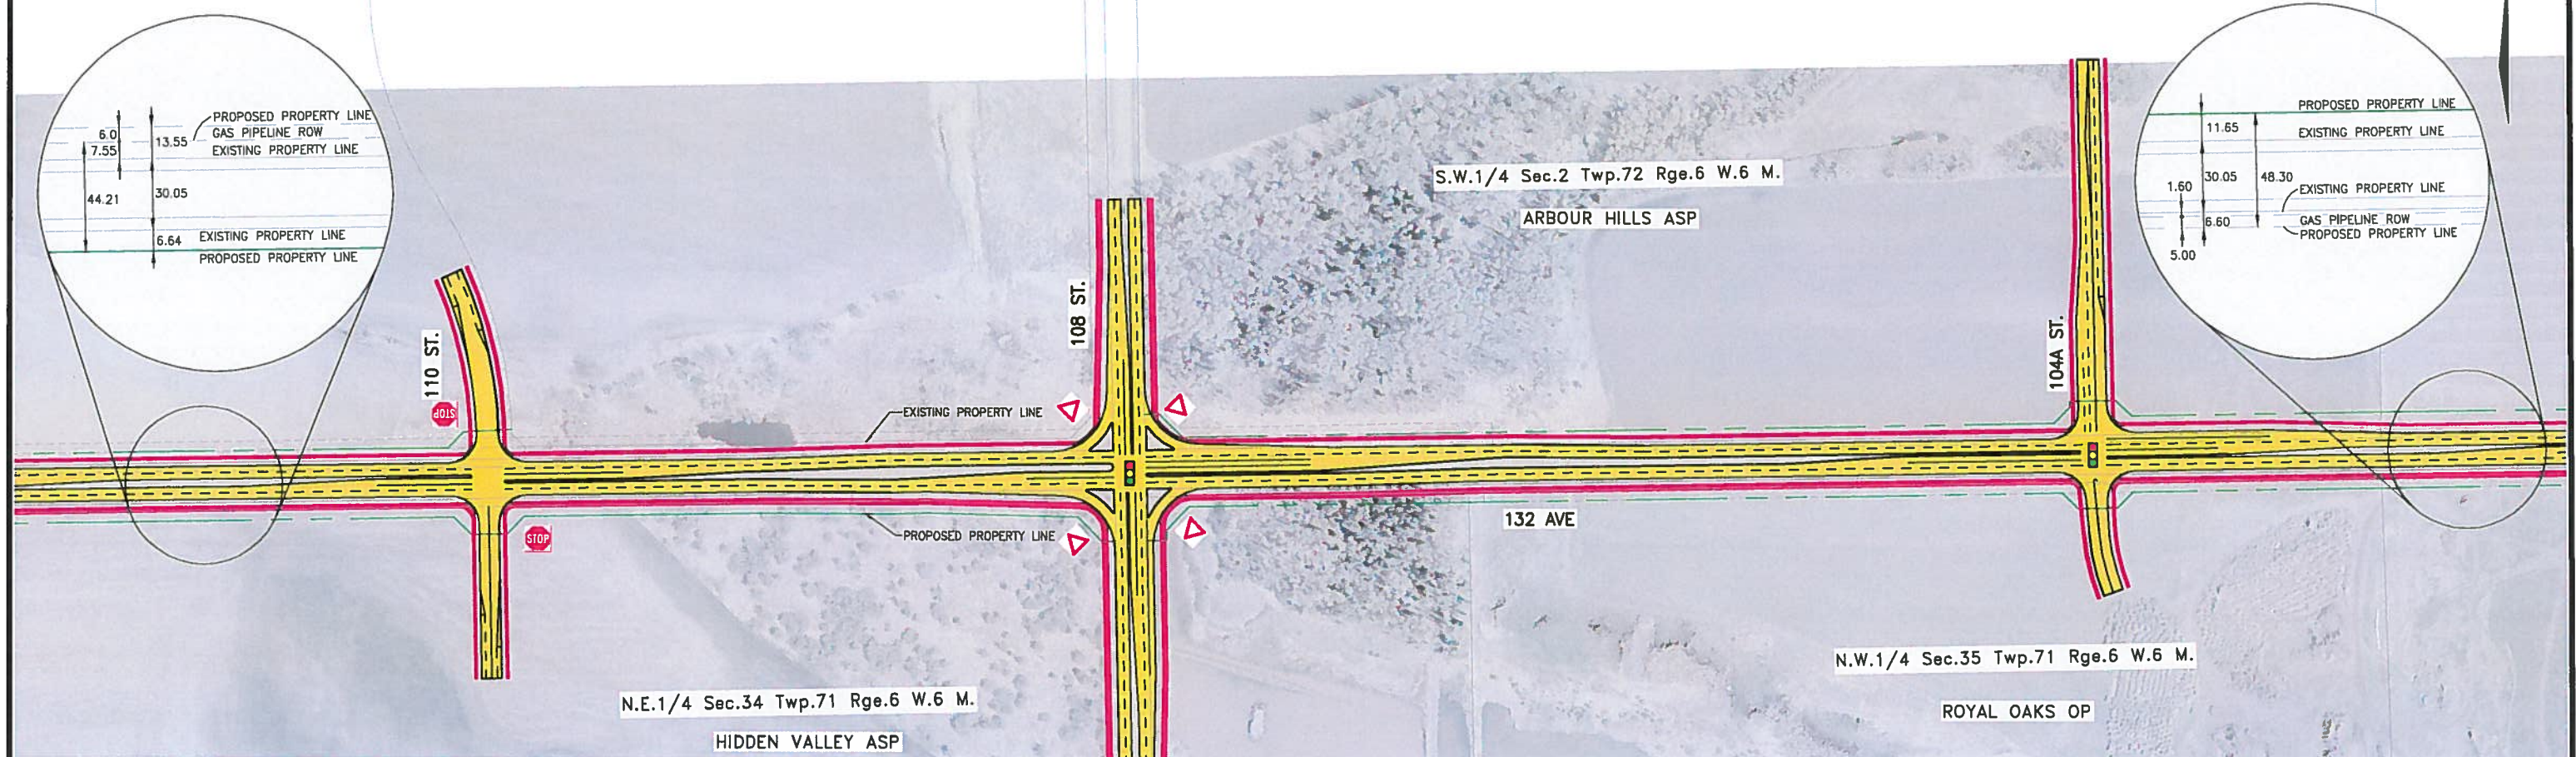 PROPOSED PROPERTY LINE
GAS PIPELINE ROW
EXISTING PROPERTY LINE
6.0
7.55
13.55
44.21
30.05
6.64
EXISTING PROPERTY LINE
PROPOSED PROPERTY LINE
PROPOSED PROPERTY LINE
11.65
EXISTING PROPERTY LINE
1.60
30.05
48.30
EXISTING PROPERTY LINE
6.60
GAS PIPELINE ROW
PROPOSED PROPERTY LINE
5.00
S.W.1/4 Sec.2 Twp.72 Rge.6 W.6 M.
ARBOUR HILLS ASP
110 ST.
108 ST.
104A ST.
STOP
EXISTING PROPERTY LINE
132 AVE
PROPOSED PROPERTY LINE
STOP
N.E.1/4 Sec.34 Twp.71 Rge.6 W.6 M.
HIDDEN VALLEY ASP
N.W.1/4 Sec.35 Twp.71 Rge.6 W.6 M.
ROYAL OAKS OP